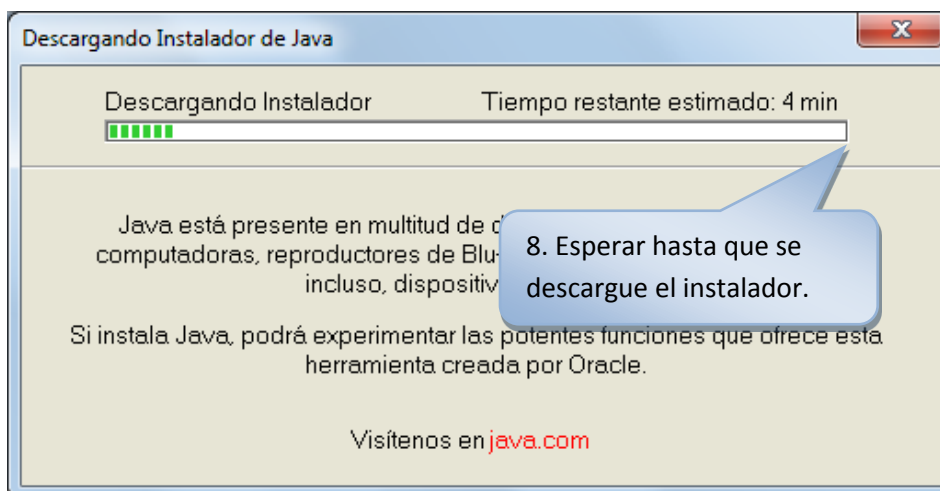 Descargando Instalador de Java
Descargando Instalador Tiempo restante estimado: 4 min
Java está presente en multitud de
computadoras, reproductores de
incluso,
8. Esperar hasta que se
descargue el instalador.
Si instala Java, podrá experimentar las potentes funciones que ofrece esta
herramienta creada por Oracle.
Visítenos en java.com